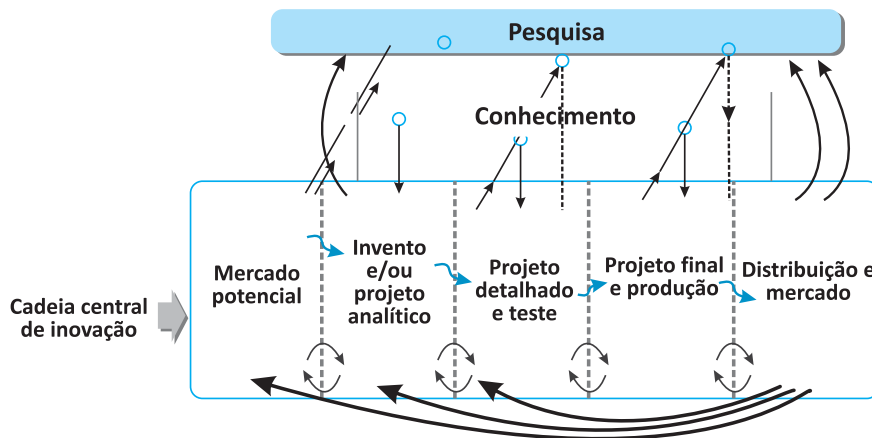 Pesquisa
Conhecimento
Cadeia central
de inovação
Mercado
potencial
Invento
e/ou
projeto
analítico
Projeto
detalhado
e teste
Projeto final
e produção
Distribuição e
mercado